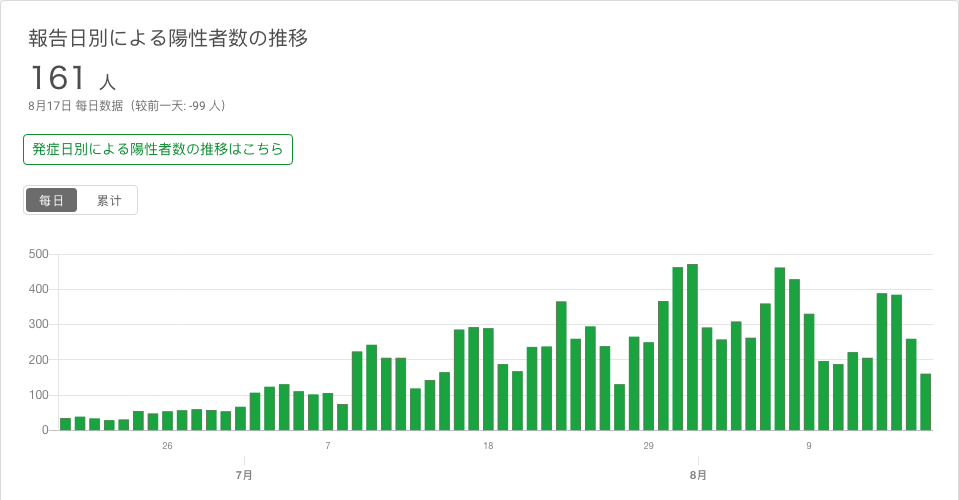 報告日別による陽性者数の推移
161 人
8月17日 每日数据（较前一天: -99 人）
発症日別による陽性者数の推移はこちら
每日 累计
500
400
300
200
100
0
26 7 18 29 9
7月 8月